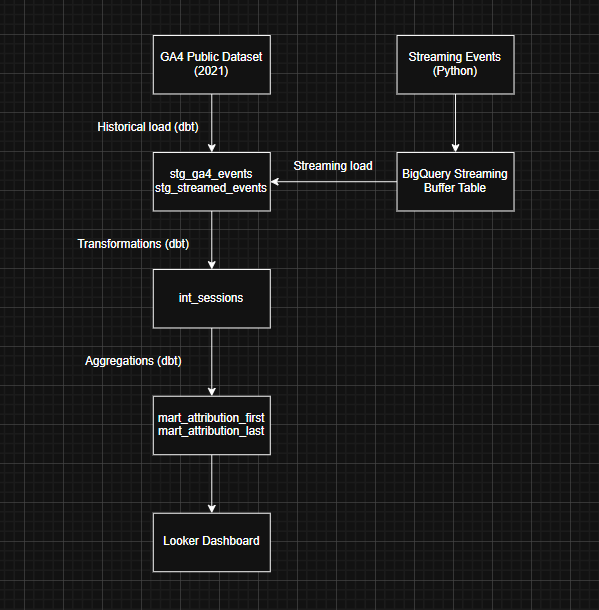 GA4 Public Dataset
(2021)
Streaming Events
(Python)
Historical load (dbt)
stg_ga4_events
stg_streamed_events
Streaming load
BigQuery Streaming
Buffer Table
Transformations (dbt)
int_sessions
Aggregations (dbt)
mart_attribution_first
mart_attribution_last
Looker Dashboard